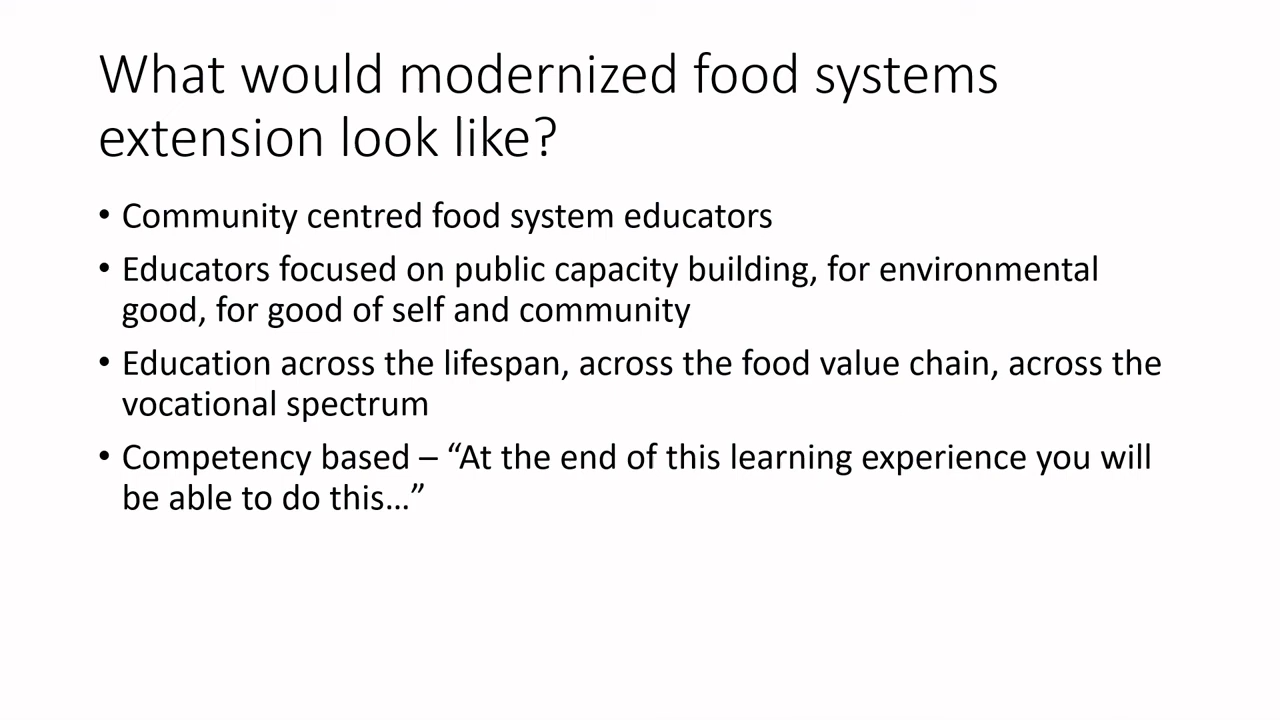 What would modernized food systems
extension look like?
• Community centred food system educators
• Educators focused on public capacity building, for environmental
good, for good of self and community
• Education across the lifespan, across the food value chain, across the
vocational spectrum
• Competency based – “At the end of this learning experience you will
be able to do this…”